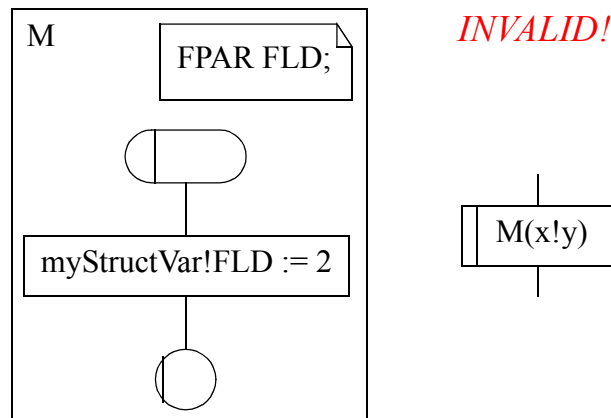 M
FPAR FLD;
myStructVar!FLD := 2
INVALID!
M(x!y)